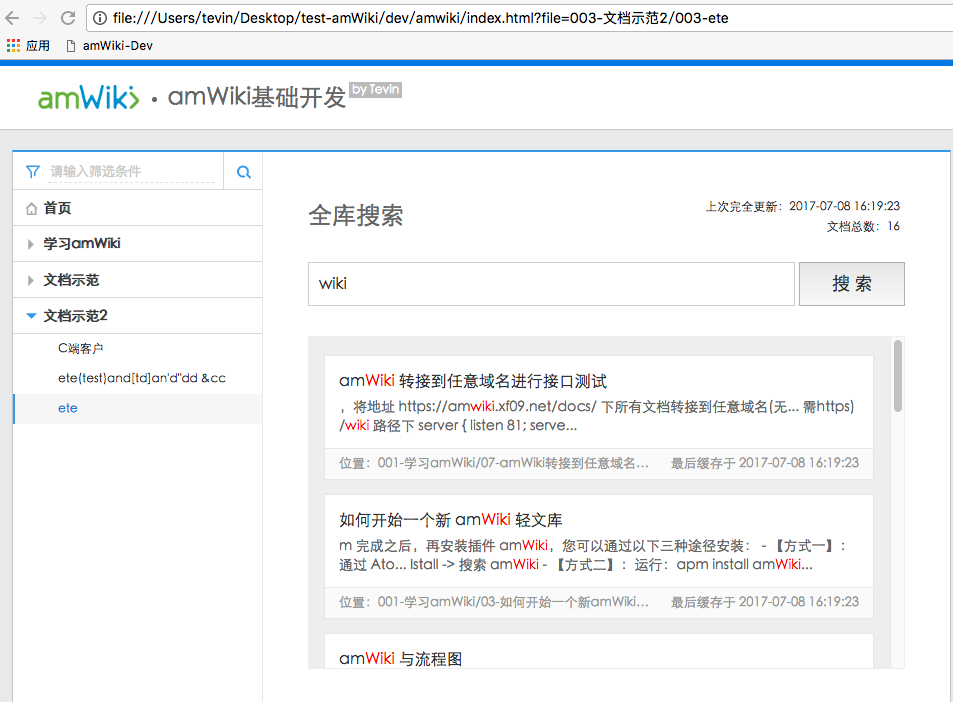 file:///Users/tevin/Desktop/test-amWiki/dev/amwiki/index.html?file=003-文档示范2/003-ete
应用 amWiki-Dev
amWiki · amWiki基础开发 by Tevin
请输入筛选条件
首页
学习amWiki
文档示范
文档示范2
C端客户
ete(test)and[td]an'd"dd &cc
ete
全库搜索
上次完全更新：2017-07-08 16:19:23
文档总数：16
wiki
搜 索
amWiki 转接到任意域名进行接口测试
，将地址 https://amwiki.xf09.net/docs/ 下所有文档转接到任意域名(无... 需https)
/wiki 路径下 server { listen 81; serve...
位置：001-学习amWiki/07-amWiki转接到任意域名... 最后缓存于 2017-07-08 16:19:23
如何开始一个新 amWiki 轻文库
m 完成之后，再安装插件 amWiki，您可以通过以下三种途径安装： - 【方式一】：
通过 Ato... lstall -> 搜索 amWiki - 【方式二】：运行：apm install amWiki...
位置：001-学习amWiki/03-如何开始一个新amWiki... 最后缓存于 2017-07-08 16:19:23
amWiki 与流程图